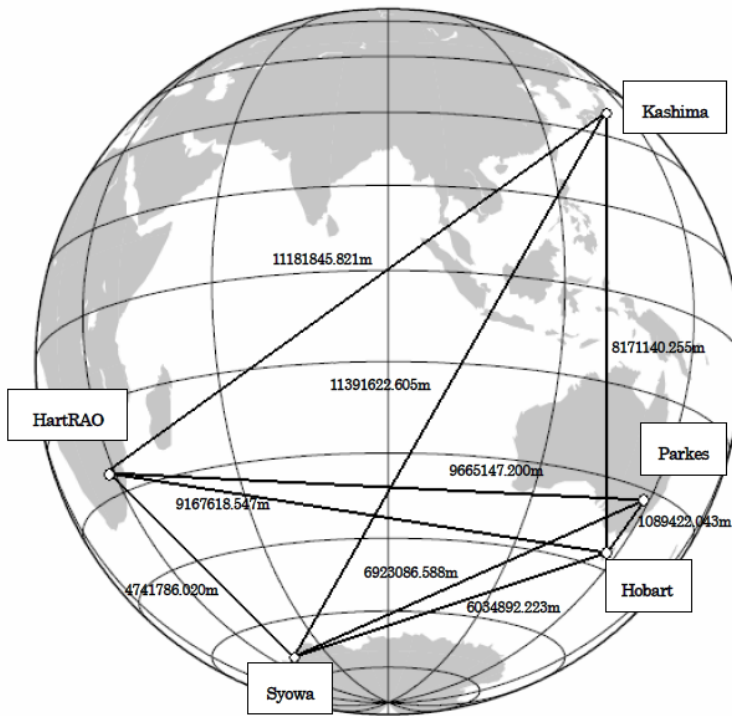 Kashima
11181845.821m
8171140.255m
11391622.605m
HartRAO
Parkes
9665147.200m
9167618.547m
1089422.043m
6923086.588m
4741786.020m
6034892.223m
Hobart
Syowa